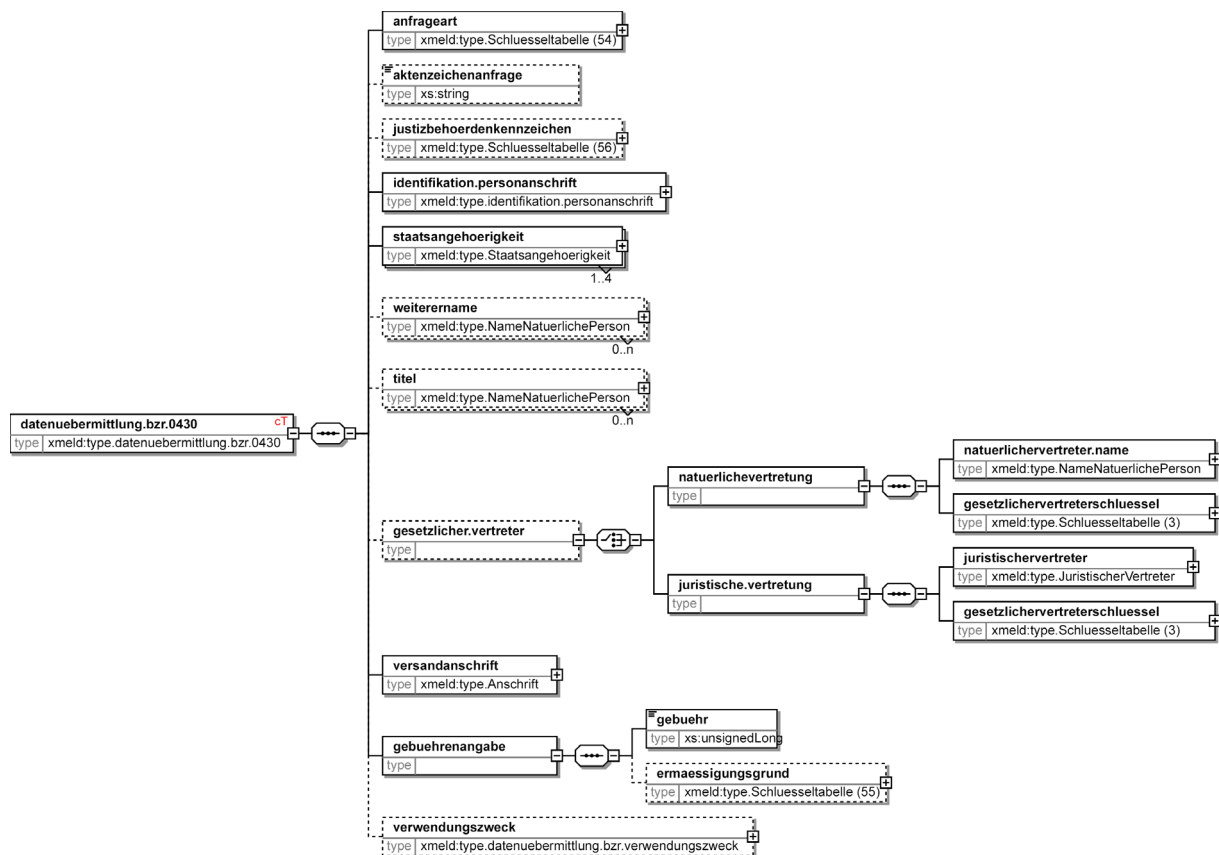 anfrageart
type xmeld:type.Schluesseltabelle (54)
aktenzeichenanfrage
type xs:string
justizbehoerdenkennzeichen
type xmeld:type.Schluesseltabelle (56)
identifikation.personanschrift
type xmeld:type.identifikation.personanschrift
staatsangehoerigkeit
type xmeld:type.Staatsangehoerigkeit
1..4
weiterername
type xmeld:type.NameNatuerlichePerson
0..n
titel
type xmeld:type.NameNatuerlichePerson
0..n
datenuebermittlung.bzr.0430 cT
type xmeld:type.datenuebermittlung.bzr.0430
gesetzlicher.vertreter
type
natuerlichevertretung
type
natuerlichervertreter.name
type xmeld:type.NameNatuerlichePerson
gesetzlichervertreterschluessel
type xmeld:type.Schluesseltabelle (3)
juristische.vertretung
type
juristischervertreter
type xmeld:type.JuristischerVertreter
gesetzlichervertreterschluessel
type xmeld:type.Schluesseltabelle (3)
versandanschrift
type xmeld:type.Anschrift
gebuehrenangabe
type
gebuehr
type xs:unsignedLong
ermaessigungsgrund
type xmeld:type.Schluesseltabelle (55)
verwendungszweck
type xmeld:type.datenuebermittlung.bzr.verwendungszweck